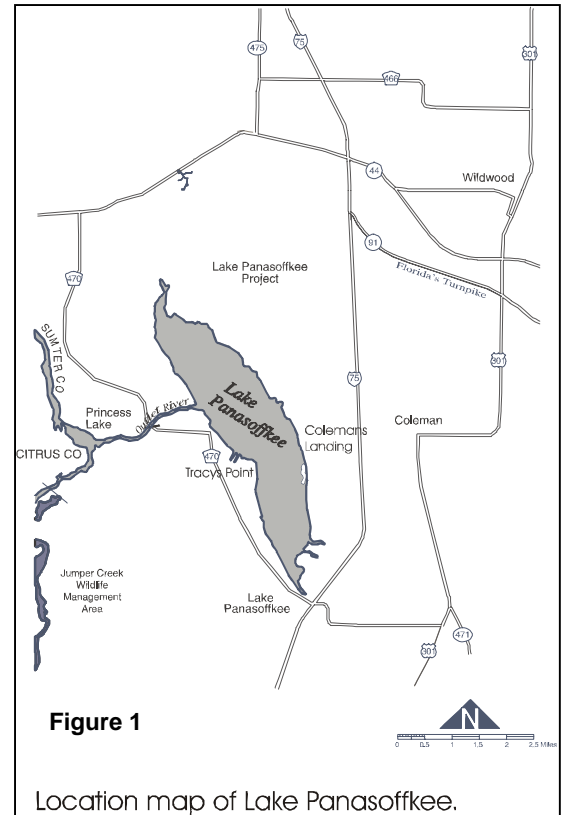 75
475
301
466
Wildwood
44
91
Florida's Turnpike
Lake Panasoffkee
Project
470
SUMTER CO
301
75
Lake
Panasoffkee
Outlet River
Princess
Lake
Colemans
Landing
Coleman
CITRUS CO
470
Tracys Point
Jumper Creek
Wildlife
Management
Area
Lake
Panasoffkee
471
301
Figure 1
N
0 0.5 1 1.5 2 2.5 Miles
Location map of Lake Panasoffkee.